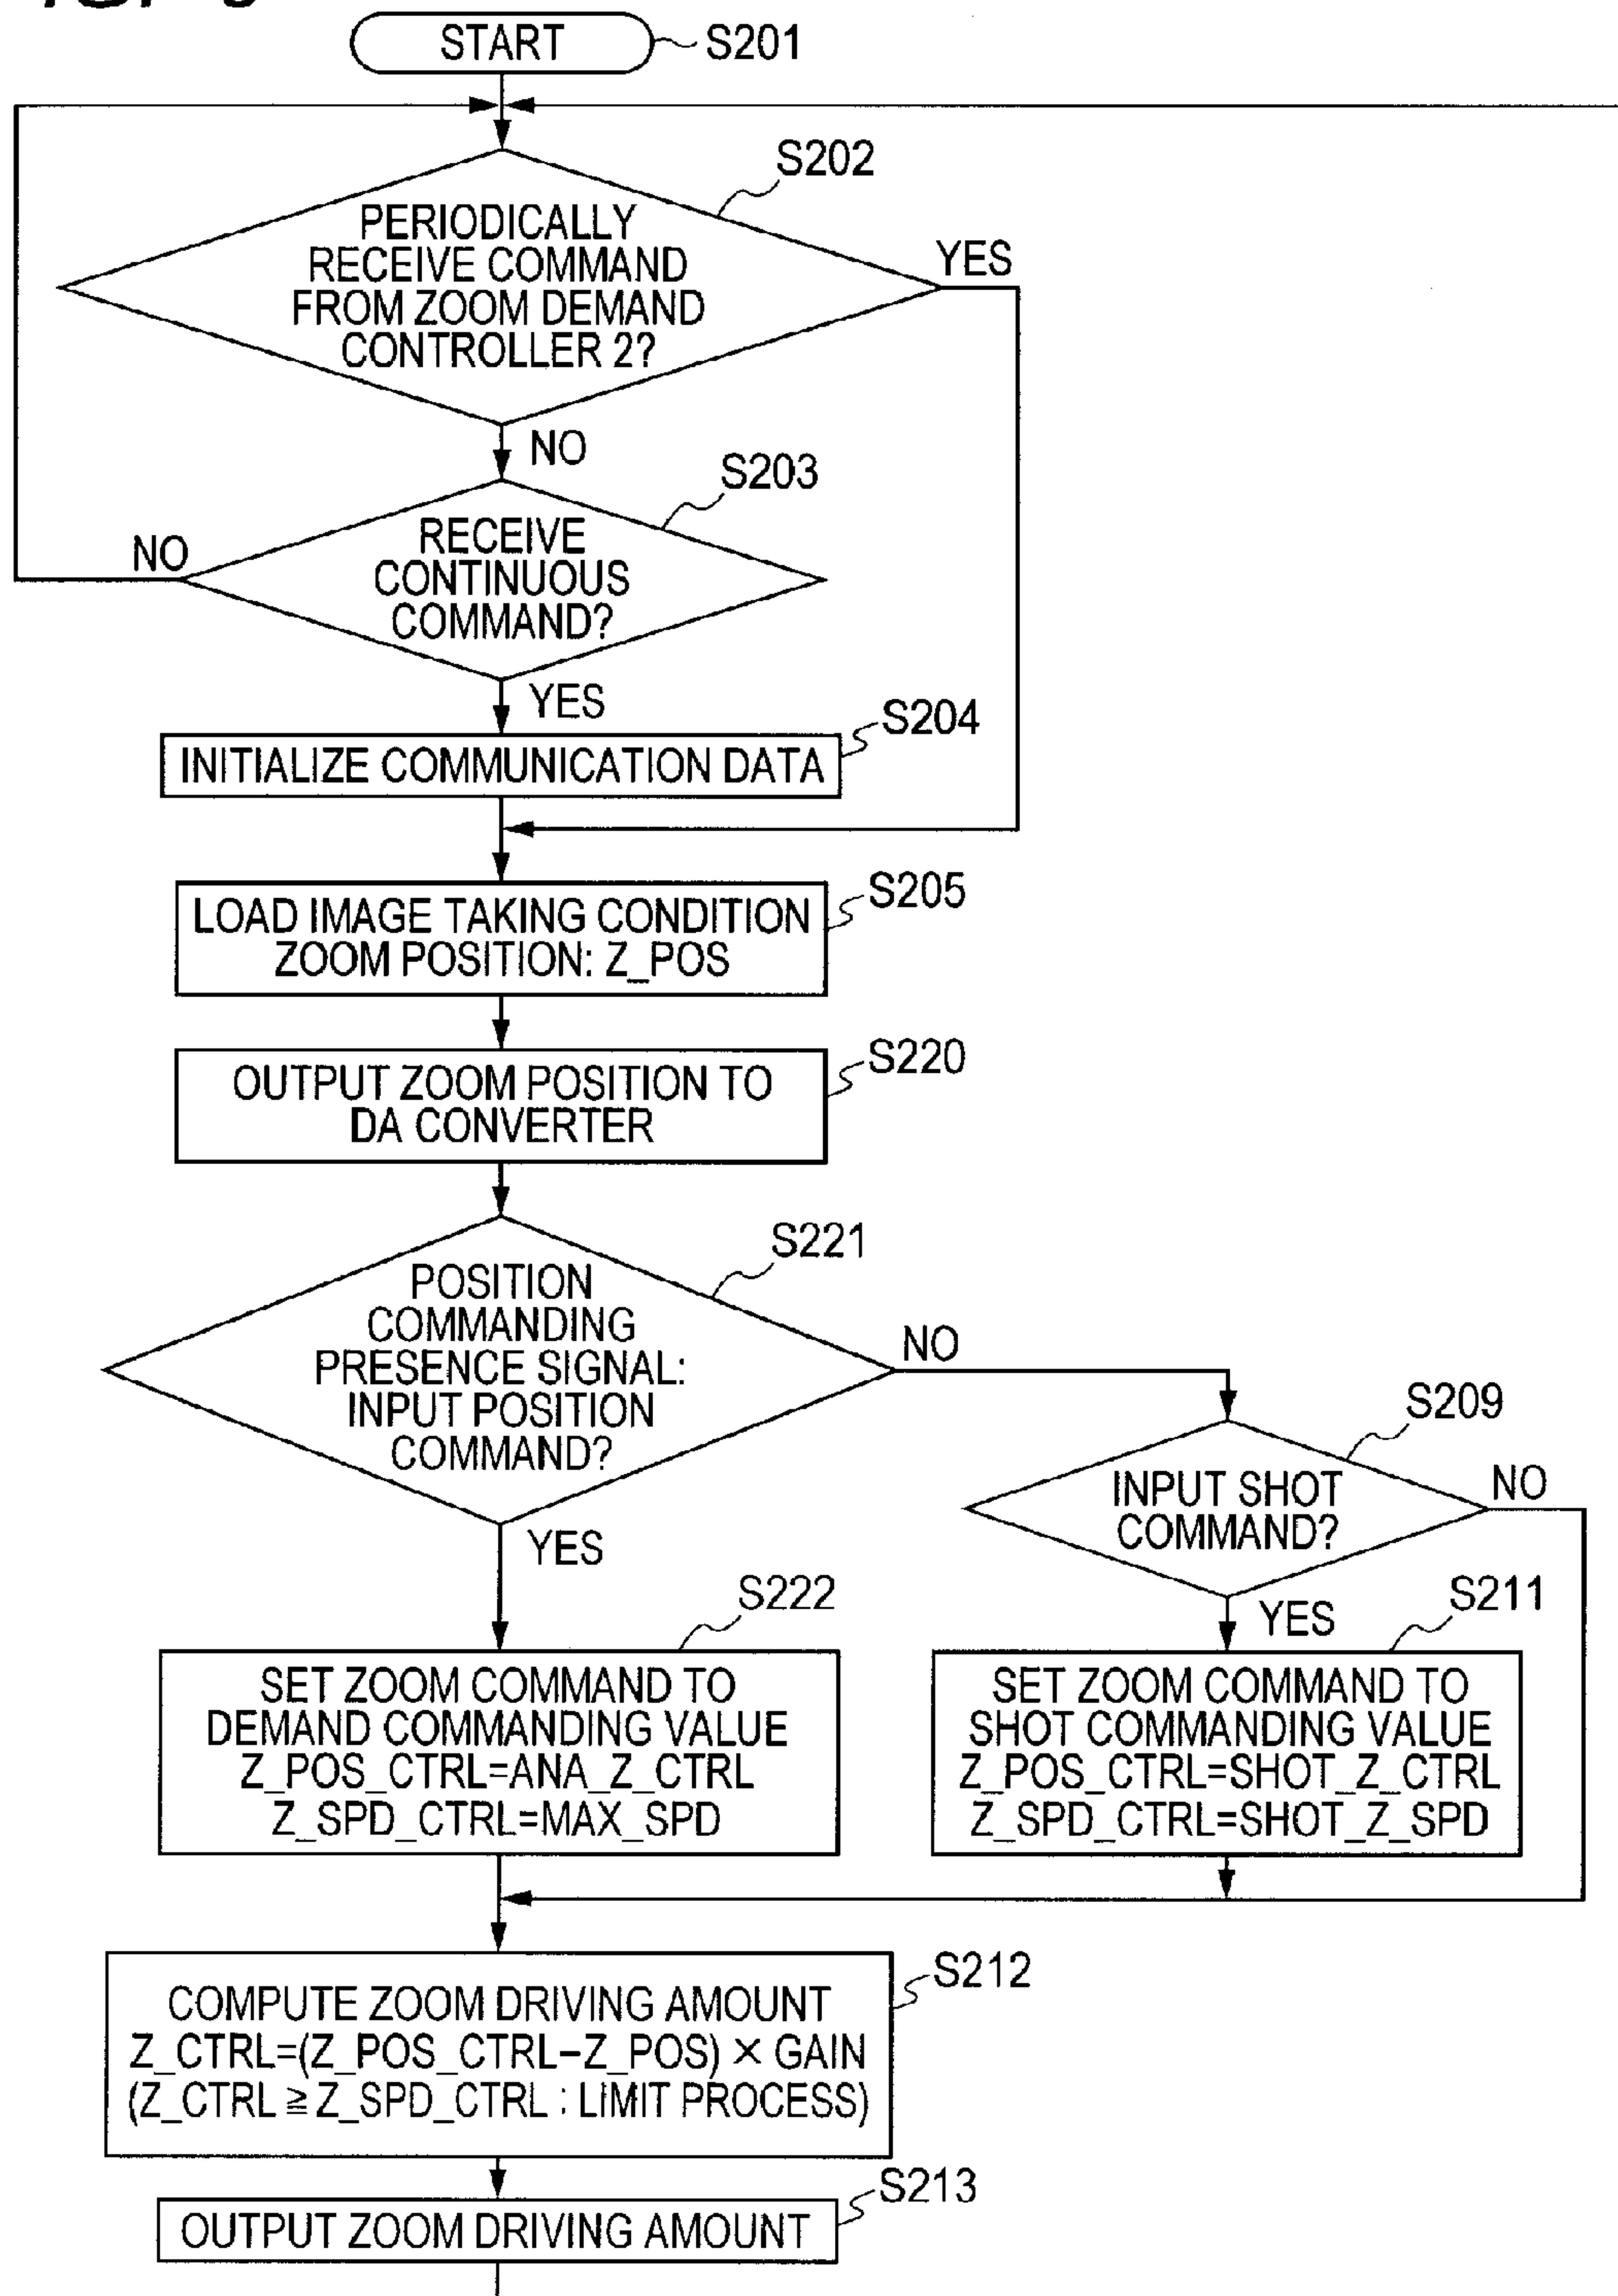 START
S201
S202
PERIODICALLY
RECEIVE COMMAND
FROM ZOOM DEMAND
CONTROLLER 2?
YES
NO
S203
RECEIVE
CONTINUOUS
COMMAND?
NO
YES
S204
INITIALIZE COMMUNICATION DATA
S205
LOAD IMAGE TAKING CONDITION
ZOOM POSITION: Z_POS
S220
OUTPUT ZOOM POSITION TO
DA CONVERTER
S221
POSITION
COMMANDING
PRESENCE SIGNAL:
INPUT POSITION
COMMAND?
NO
YES
S209
INPUT SHOT
COMMAND?
NO
YES
S222
SET ZOOM COMMAND TO
DEMAND COMMANDING VALUE
Z_POS_CTRL=ANA_Z_CTRL
Z_SPD_CTRL=MAX_SPD
S211
SET ZOOM COMMAND TO
SHOT COMMANDING VALUE
Z_POS_CTRL=SHOT_Z_CTRL
Z_SPD_CTRL=SHOT_Z_SPD
S212
COMPUTE ZOOM DRIVING AMOUNT
Z_CTRL=(Z_POS_CTRL−Z_POS) × GAIN
(Z_CTRL ≧ Z_SPD_CTRL : LIMIT PROCESS)
S213
OUTPUT ZOOM DRIVING AMOUNT